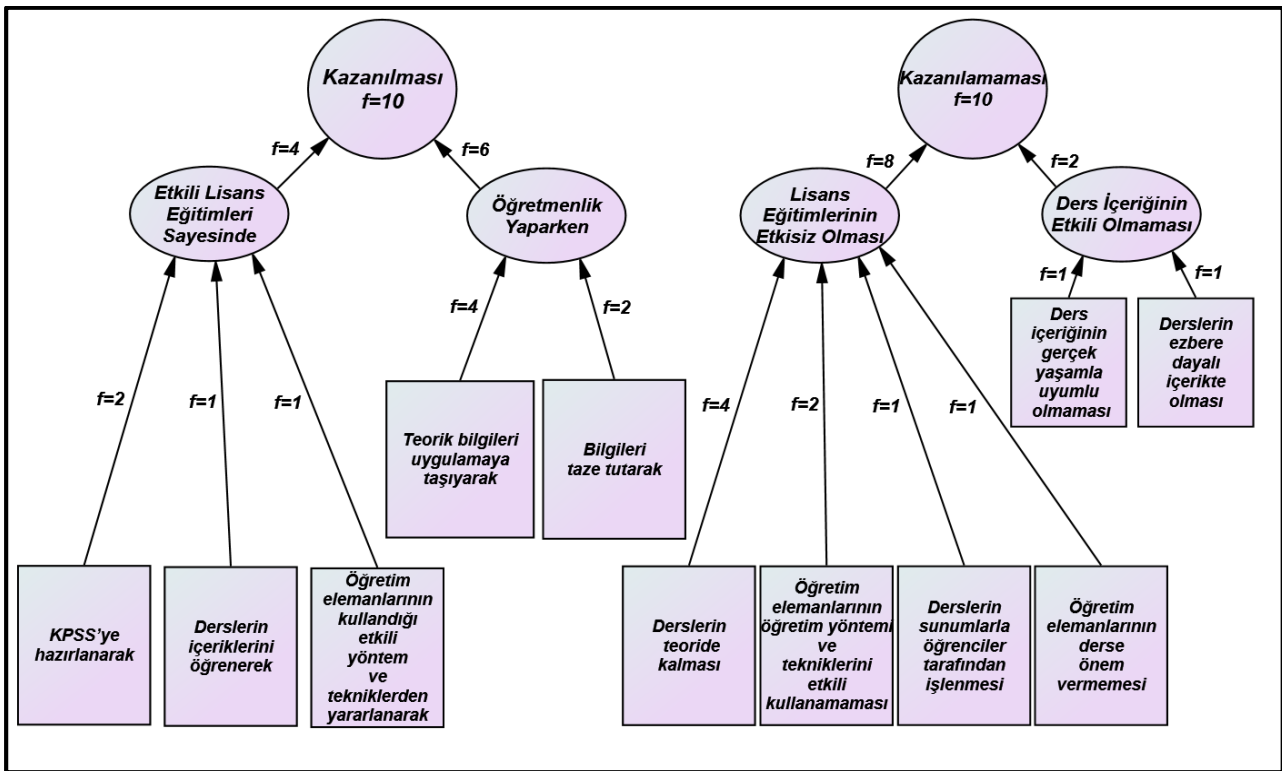 Kazanılması
f=10
Kazanılamaması
f=10
f=4
f=6
f=8
f=2
Etkili Lisans
Eğitimleri
Sayesinde
Öğretmenlik
Yaparken
Lisans
Eğitimlerinin
Etkisiz Olması
Ders İçeriğinin
Etkili Olmaması
f=4
f=2
f=1
f=1
Ders
içeriğinin
gerçek
yaşamla
uyumlu
olmaması
Derslerin
ezbere
dayalı
içerikte
olması
f=2
f=1
f=1
f=4
f=2
f=1
f=1
Teorik bilgileri
uygulamaya
taşıyarak
Bilgileri
taze tutarak
KPSS'ye
hazırlanarak
Derslerin
içeriklerini
öğrenerek
Öğretim
elemanlarının
kullandığı
etkili
yöntem
ve
tekniklerden
yararlanarak
Derslerin
teoride
kalması
Öğretim
elemanlarının
öğretim yöntemi
ve
tekniklerini
etkili
kullanamaması
Derslerin
sunumlarla
öğrenciler
tarafından
işlenmesi
Öğretim
elemanlarının
derse
önem
vermemesi